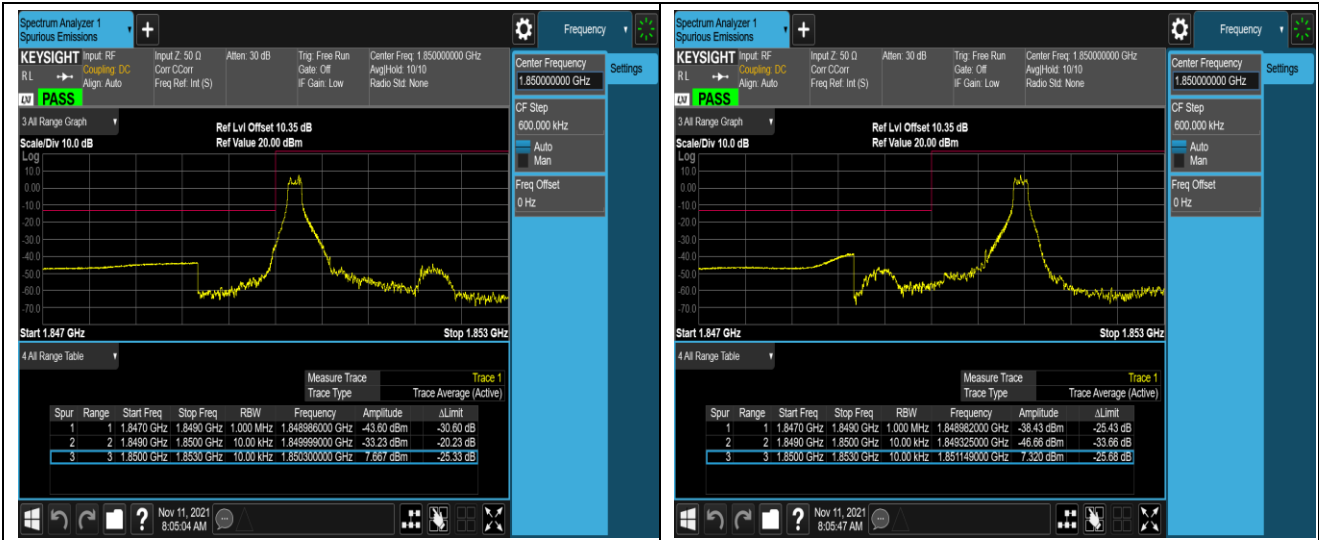 Spectrum Analyzer 1
Spurious Emissions
+
Frequency
KEYSIGHT
RL
LXI
PASS
Input: RF
Coupling: DC
Align: Auto
Input Z: 50 Ω
Corr CCorr
Freq Ref: Int (S)
Atten: 30 dB
Trig: Free Run
Gate: Off
IF Gain: Low
Center Freq: 1.850000000 GHz
Avg|Hold: 10/10
Radio Std: None
3 All Range Graph
Scale/Div 10.0 dB
Ref Lvl Offset 10.35 dB
Ref Value 20.00 dBm
Log
10.0
0.00
-10.0
-20.0
-30.0
-40.0
-50.0
-60.0
-70.0
Start 1.847 GHz
Stop 1.853 GHz
4 All Range Table
Measure Trace Trace 1
Trace Type Trace Average (Active)
Spur Range Start Freq Stop Freq RBW Frequency Amplitude ΔLimit
1 1 1.8470 GHz 1.8490 GHz 1.000 MHz 1.848986000 GHz -43.60 dBm -30.60 dB
2 2 1.8490 GHz 1.8500 GHz 10.00 kHz 1.849999000 GHz -33.23 dBm -20.23 dB
3 3 1.8500 GHz 1.8530 GHz 10.00 kHz 1.850300000 GHz 7.667 dBm -25.33 dB
?
Nov 11, 2021
8:05:04 AM
Center Frequency
1.850000000 GHz
Settings
CF Step
600.000 kHz
Auto
Man
Freq Offset
0 Hz
Spectrum Analyzer 1
Spurious Emissions
+
Frequency
KEYSIGHT
RL
LXI
PASS
Input: RF
Coupling: DC
Align: Auto
Input Z: 50 Ω
Corr CCorr
Freq Ref: Int (S)
Atten: 30 dB
Trig: Free Run
Gate: Off
IF Gain: Low
Center Freq: 1.850000000 GHz
Avg|Hold: 10/10
Radio Std: None
3 All Range Graph
Scale/Div 10.0 dB
Ref Lvl Offset 10.35 dB
Ref Value 20.00 dBm
Log
10.0
0.00
-10.0
-20.0
-30.0
-40.0
-50.0
-60.0
-70.0
Start 1.847 GHz
Stop 1.853 GHz
4 All Range Table
Measure Trace Trace 1
Trace Type Trace Average (Active)
Spur Range Start Freq Stop Freq RBW Frequency Amplitude ΔLimit
1 1 1.8470 GHz 1.8490 GHz 1.000 MHz 1.848982000 GHz -38.43 dBm -25.43 dB
2 2 1.8490 GHz 1.8500 GHz 10.00 kHz 1.849325000 GHz -46.66 dBm -33.66 dB
3 3 1.8500 GHz 1.8530 GHz 10.00 kHz 1.851149000 GHz 7.320 dBm -25.68 dB
?
Nov 11, 2021
8:05:47 AM
Center Frequency
1.850000000 GHz
Settings
CF Step
600.000 kHz
Auto
Man
Freq Offset
0 Hz